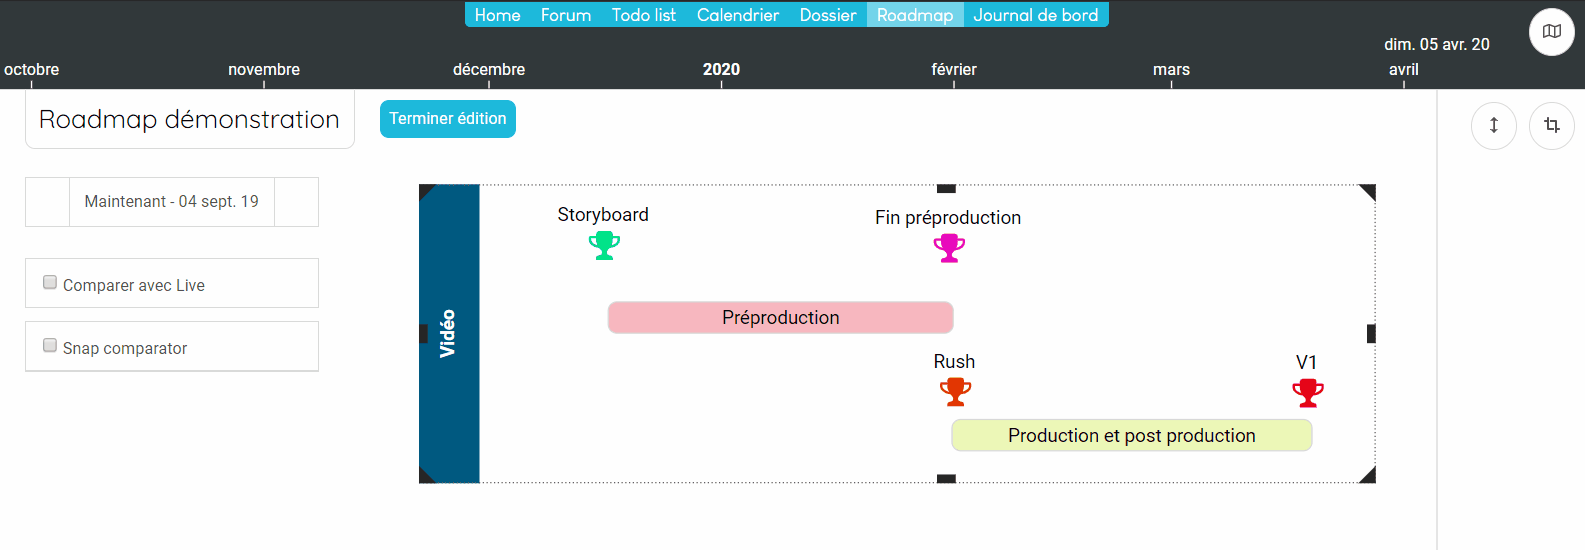 Home Forum Todo list Calendrier Dossier Roadmap Journal de bord
dim. 05 avr. 20
octobre novembre décembre 2020 février mars avril
Roadmap démonstration
Terminer édition
Maintenant - 04 sept. 19
Comparer avec Live
Snap comparator
Vidéo
Storyboard
Fin préproduction
Préproduction
Rush
V1
Production et post production